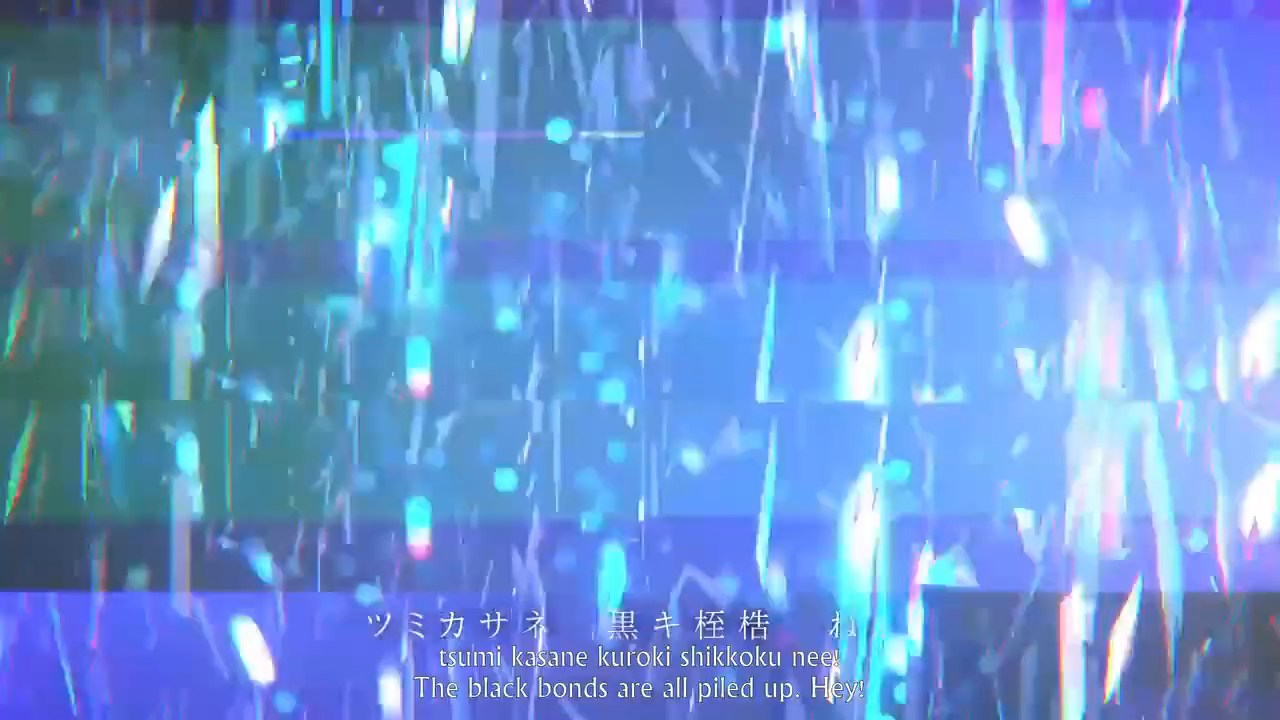 ツミカサネ 黒キ桎梏 ね
tsumi kasane kuroki shikkoku nee!
The black bonds are all piled up. Hey!